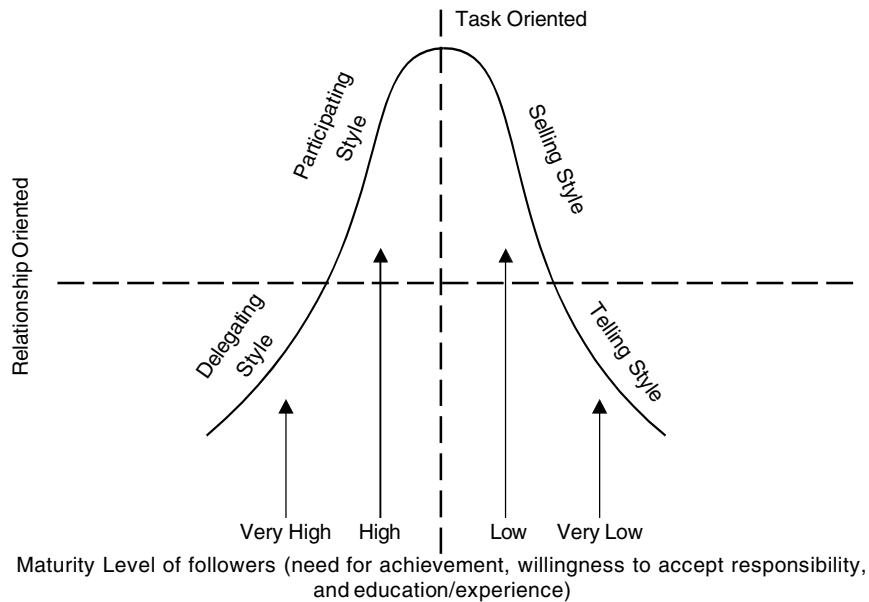 Task Oriented
Participating
Style
Selling Style
Relationship Oriented
Delegating
Style
Telling Style
Very High
High
Low
Very Low
Maturity Level of followers (need for achievement, willingness to accept responsibility,
and education/experience)